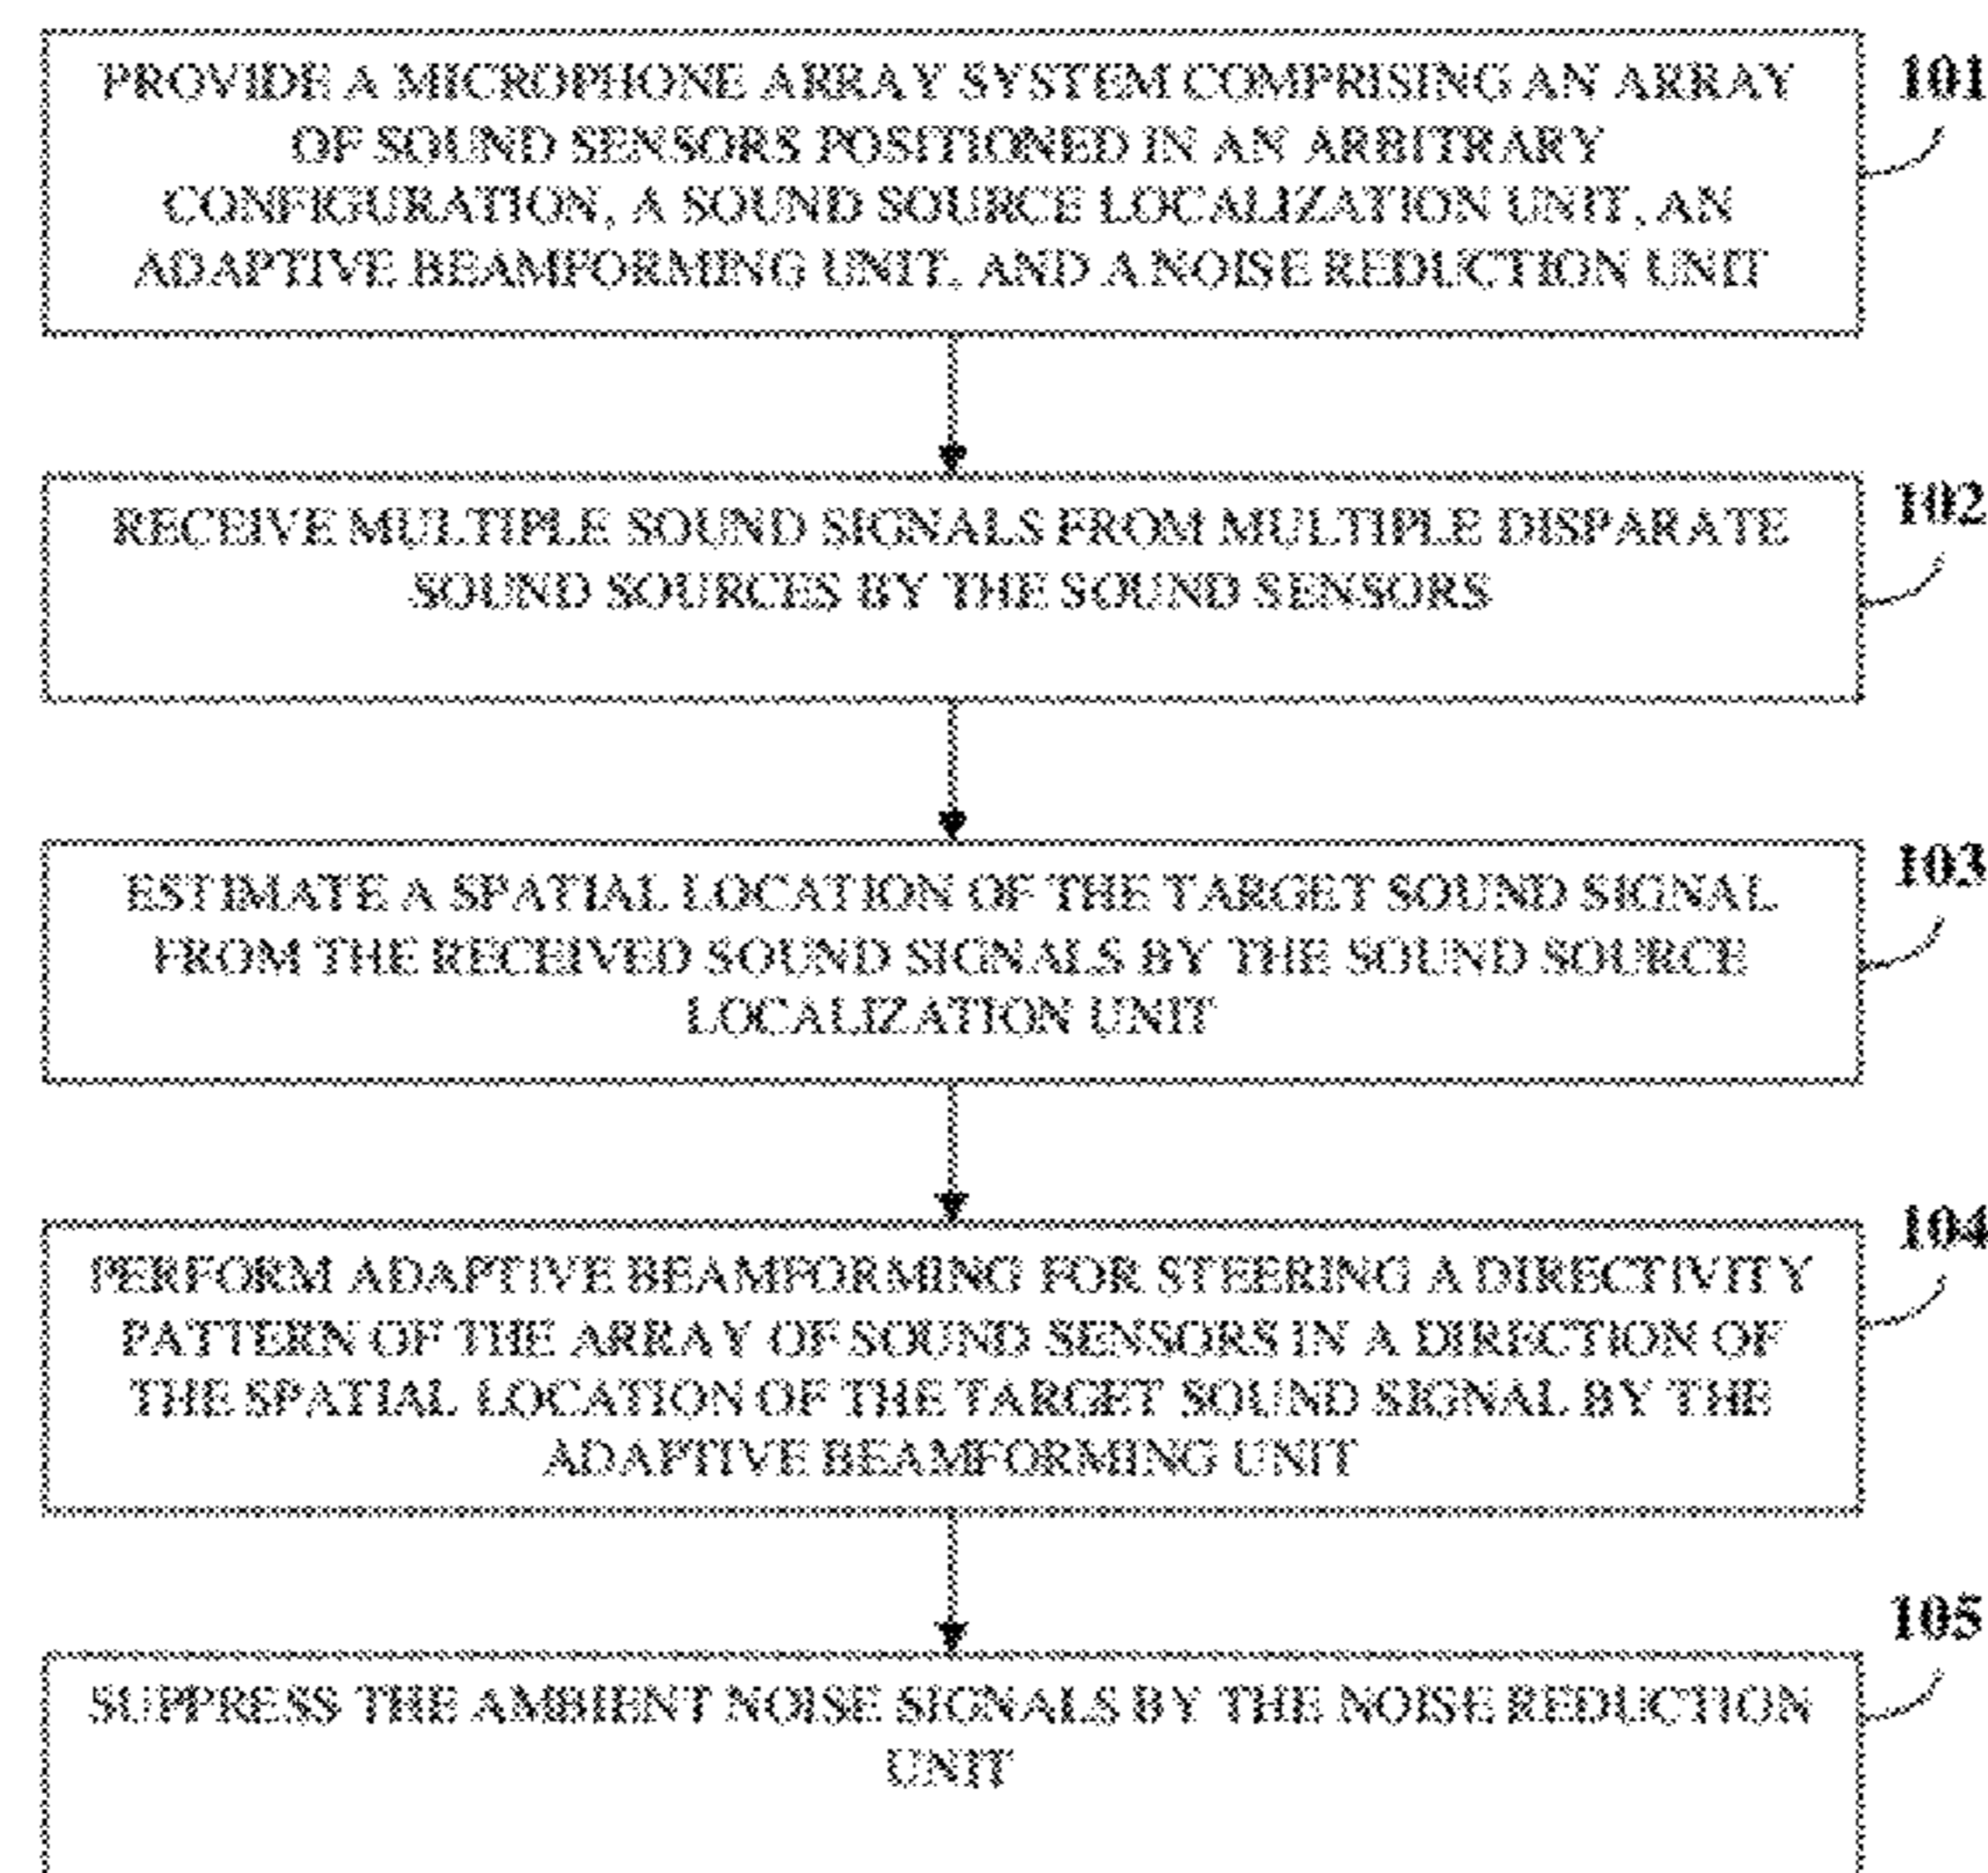 PROVIDE A MICROPHONE ARRAY SYSTEM COMPRISING AN ARRAY
OF SOUND SENSORS POSITIONED IN AN ARBITRARY
CONFIGURATION, A SOUND SOURCE LOCALIZATION UNIT, AN
ADAPTIVE BEAMFORMING UNIT, AND A NOISE REDUCTION UNIT
101
RECEIVE MULTIPLE SOUND SIGNALS FROM MULTIPLE DISPARATE
SOUND SOURCES BY THE SOUND SENSORS
102
ESTIMATE A SPATIAL LOCATION OF THE TARGET SOUND SIGNAL
FROM THE RECEIVED SOUND SIGNALS BY THE SOUND SOURCE
LOCALIZATION UNIT
103
PERFORM ADAPTIVE BEAMFORMING FOR STEERING A DIRECTIVITY
PATTERN OF THE ARRAY OF SOUND SENSORS IN A DIRECTION OF
THE SPATIAL LOCATION OF THE TARGET SOUND SIGNAL BY THE
ADAPTIVE BEAMFORMING UNIT
104
SUPPRESS THE AMBIENT NOISE SIGNALS BY THE NOISE REDUCTION
UNIT
105